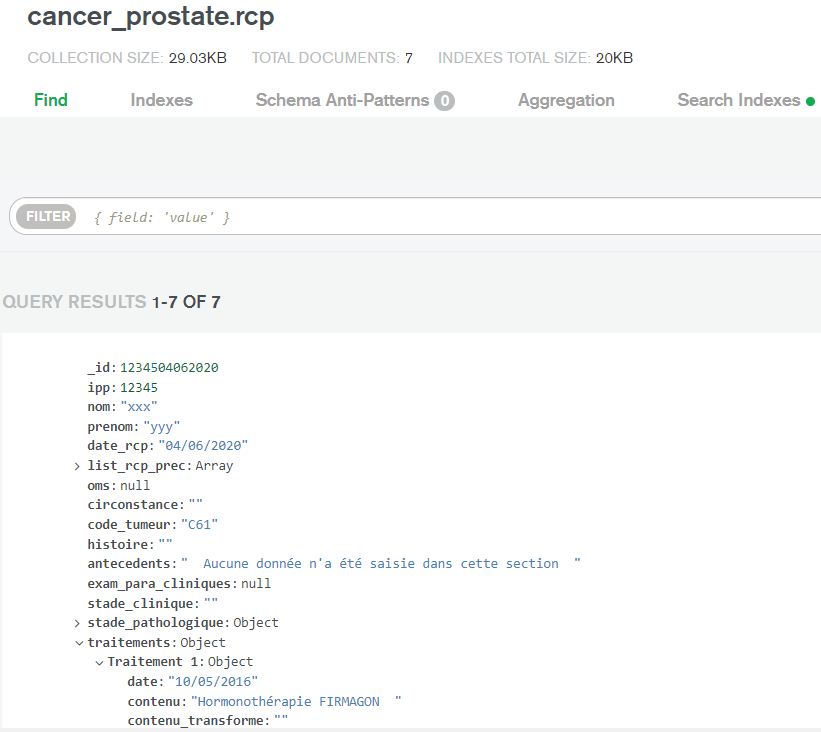 cancer_prostate.rcp
COLLECTION SIZE: 29.03KB TOTAL DOCUMENTS: 7 INDEXES TOTAL SIZE: 20KB
Find Indexes Schema Anti-Patterns 0 Aggregation Search Indexes
FILTER { field: 'value' }
QUERY RESULTS 1-7 OF 7
_id: 1234504062020
ipp: 12345
nom: "xxx"
prenom: "yyy"
date_rcp: "04/06/2020"
list_rcp_prec: Array
oms: null
circonstance: ""
code_tumeur: "C61"
histoire: ""
antecedents: "  Aucune donnée n'a été saisie dans cette section  "
exam_para_cliniques: null
stade_clinique: ""
stade_pathologique: Object
traitements: Object
Traitement 1: Object
date: "10/05/2016"
contenu: "Hormonothérapie FIRMAGON  "
contenu_transforme: ""